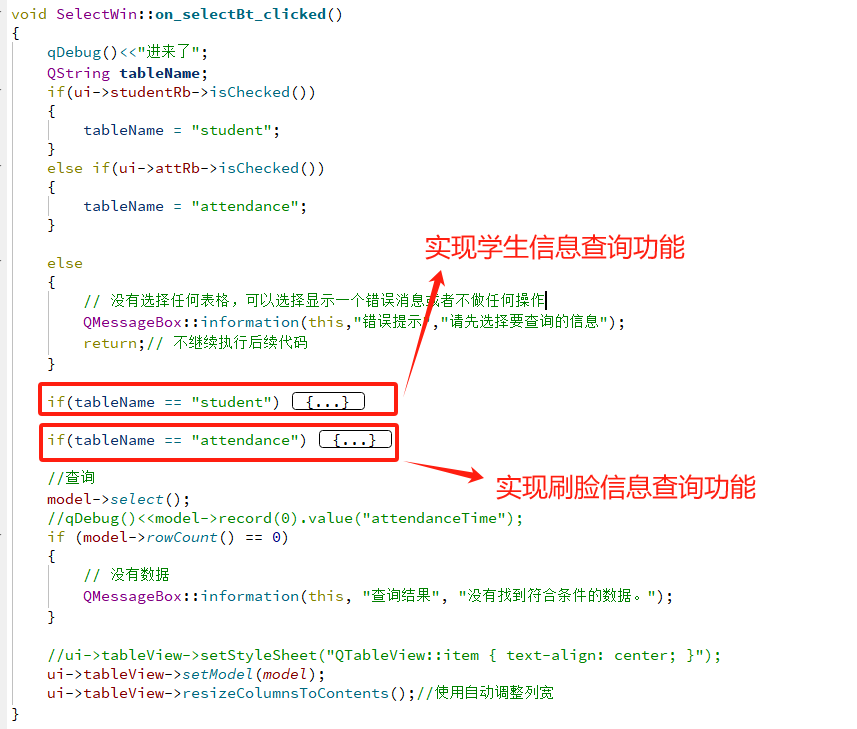 void SelectWin::on_selectBt_clicked()
{
qDebug()<<"进来了";
QString tableName;
if(ui->studentRb->isChecked())
{
tableName = "student";
}
else if(ui->attRb->isChecked())
{
tableName = "attendance";
}
实现学生信息查询功能
else
{
// 没有选择任何表格，可以选择显示一个错误消息或者不做任何操作
QMessageBox::information(this,"错误提示","请先选择要查询的信息");
return;// 不继续执行后续代码
}
if(tableName == "student") {...}
if(tableName == "attendance") {...}
//查询
实现刷脸信息查询功能
model->select();
//qDebug()<<model->record(0).value("attendanceTime");
if (model->rowCount() == 0)
{
// 没有数据
QMessageBox::information(this, "查询结果", "没有找到符合条件的数据。");
}
//ui->tableView->setStyleSheet("QTableView::item { text-align: center; }");
ui->tableView->setModel(model);
ui->tableView->resizeColumnsToContents();//使用自动调整列宽
}